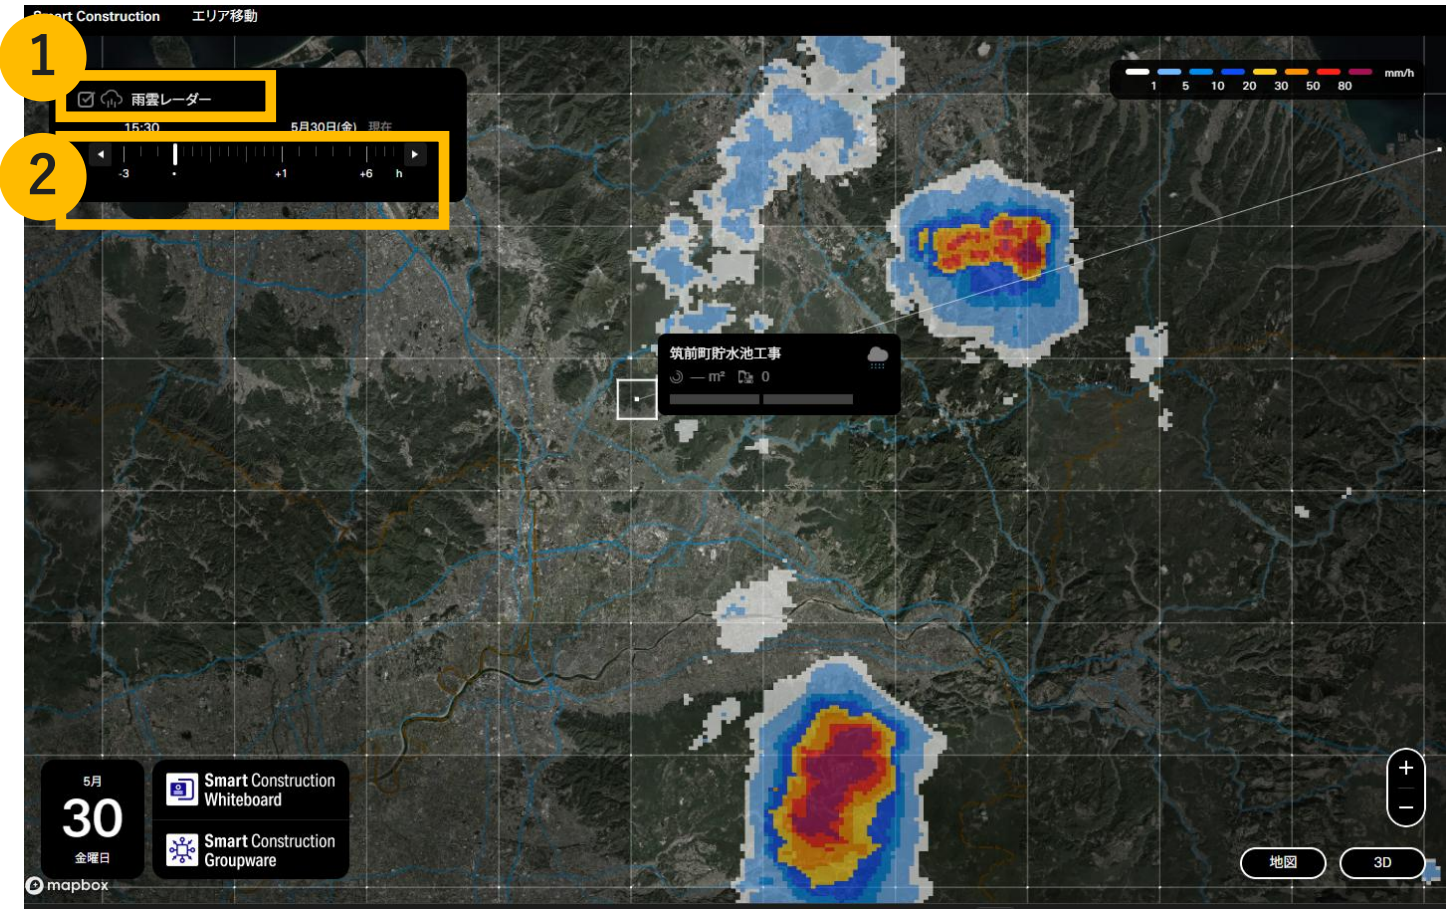 Smart Construction エリア移動
1
雨雲レーダー
15:30 5月30日(金) 現在
2
-3 +1 +6 h
mm/h
1 5 10 20 30 50 80
筑前町貯水池工事
— m² 0
5月
30
金曜日
Smart Construction
Whiteboard
Smart Construction
Groupware
mapbox
+
−
地図 3D